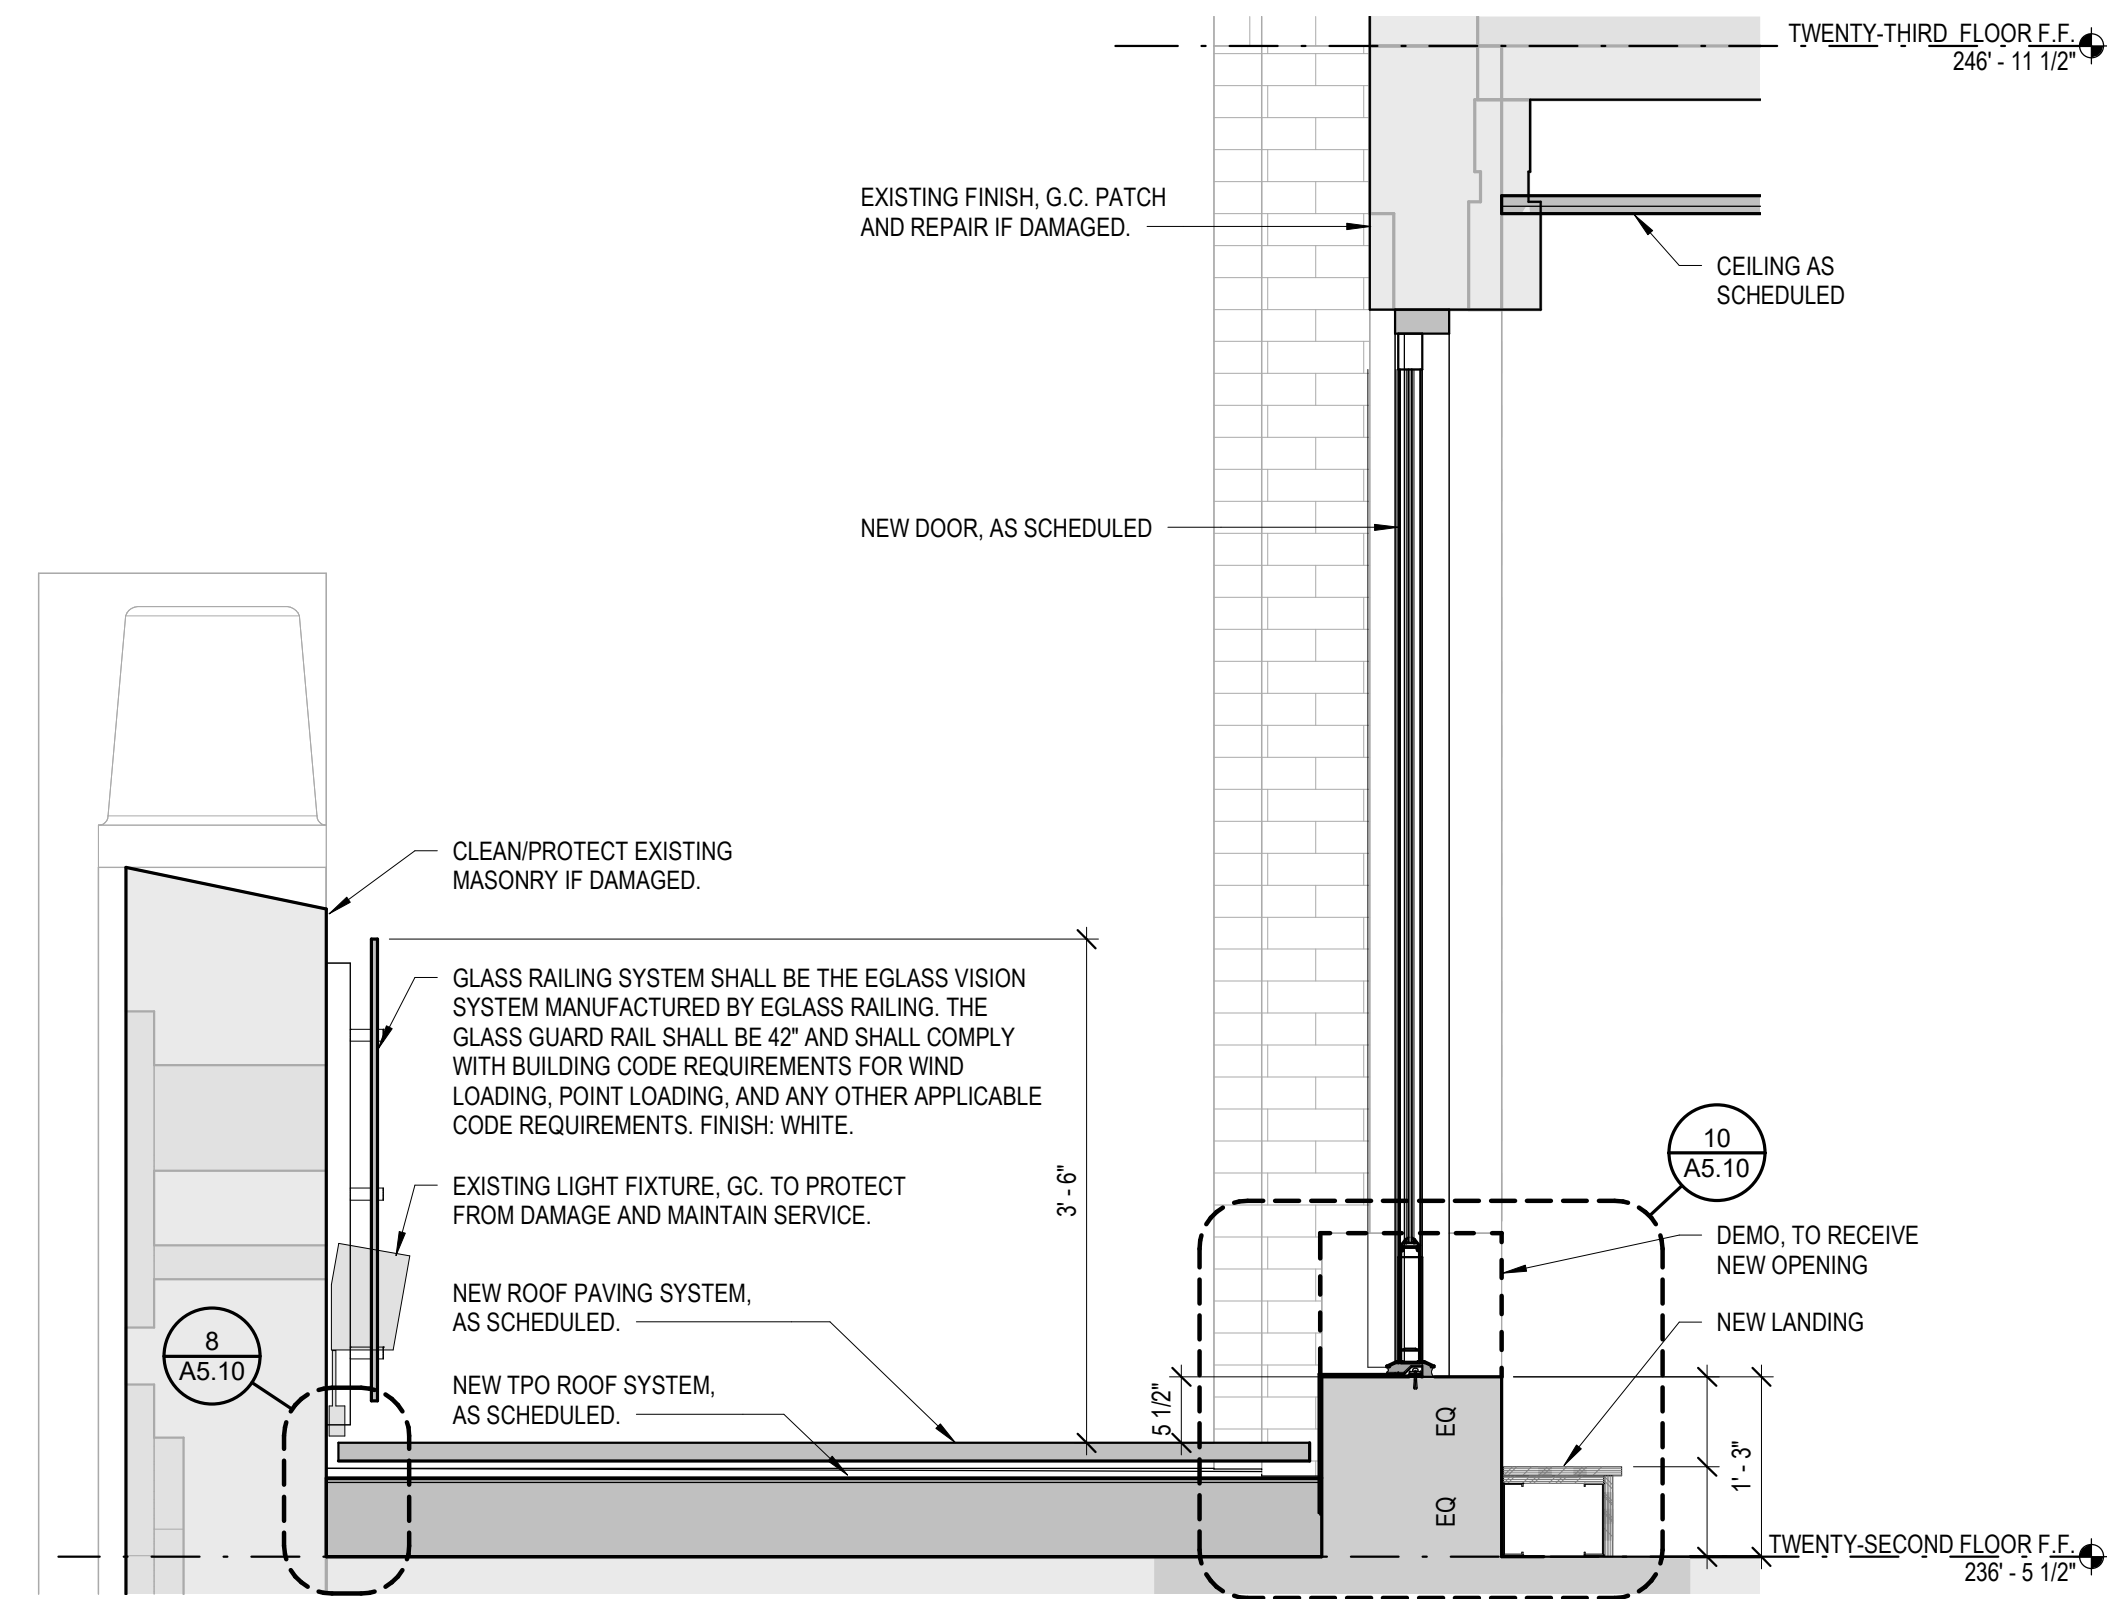 TWENTY-THIRD FLOOR F.F.
246' - 11 1/2"
EXISTING FINISH, G.C. PATCH
AND REPAIR IF DAMAGED.
CEILING AS
SCHEDULED
NEW DOOR, AS SCHEDULED
CLEAN/PROTECT EXISTING
MASONRY IF DAMAGED.
GLASS RAILING SYSTEM SHALL BE THE EGLASS VISION
SYSTEM MANUFACTURED BY EGLASS RAILING. THE
GLASS GUARD RAIL SHALL BE 42" AND SHALL COMPLY
WITH BUILDING CODE REQUIREMENTS FOR WIND
LOADING, POINT LOADING, AND ANY OTHER APPLICABLE
CODE REQUIREMENTS. FINISH: WHITE.
3' - 6"
10
A5.10
EXISTING LIGHT FIXTURE, GC. TO PROTECT
FROM DAMAGE AND MAINTAIN SERVICE.
DEMO, TO RECEIVE
NEW OPENING
NEW ROOF PAVING SYSTEM,
AS SCHEDULED.
NEW LANDING
8
A5.10
NEW TPO ROOF SYSTEM,
AS SCHEDULED.
5 1/2"
EQ
EQ
1' - 3"
TWENTY-SECOND FLOOR F.F.
236' - 5 1/2"